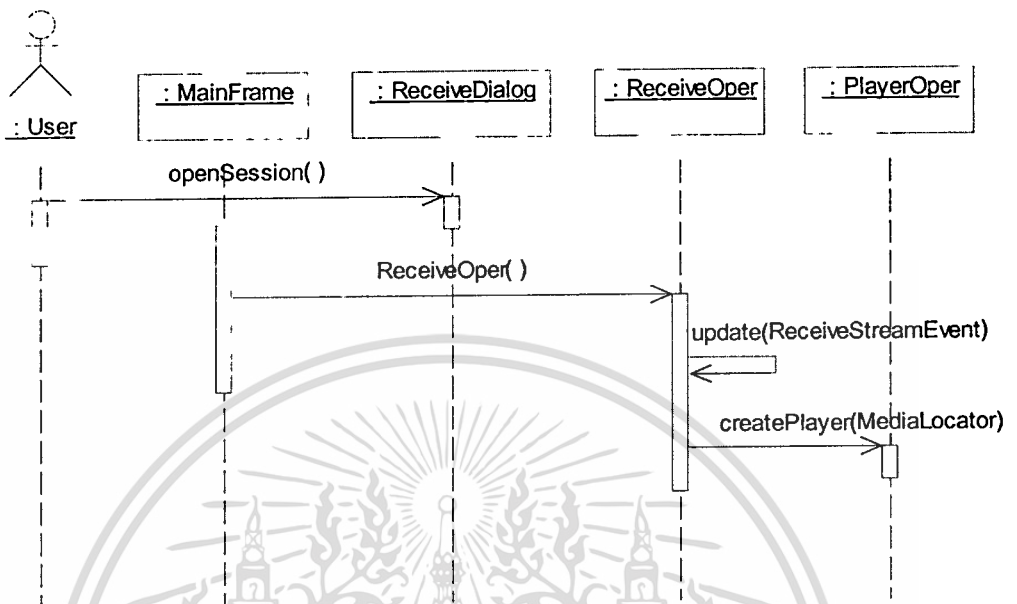 : User
: MainFrame
: ReceiveDialog
: ReceiveOper
: PlayerOper
openSession( )
ReceiveOper( )
update(ReceiveStreamEvent)
createPlayer(MediaLocator)